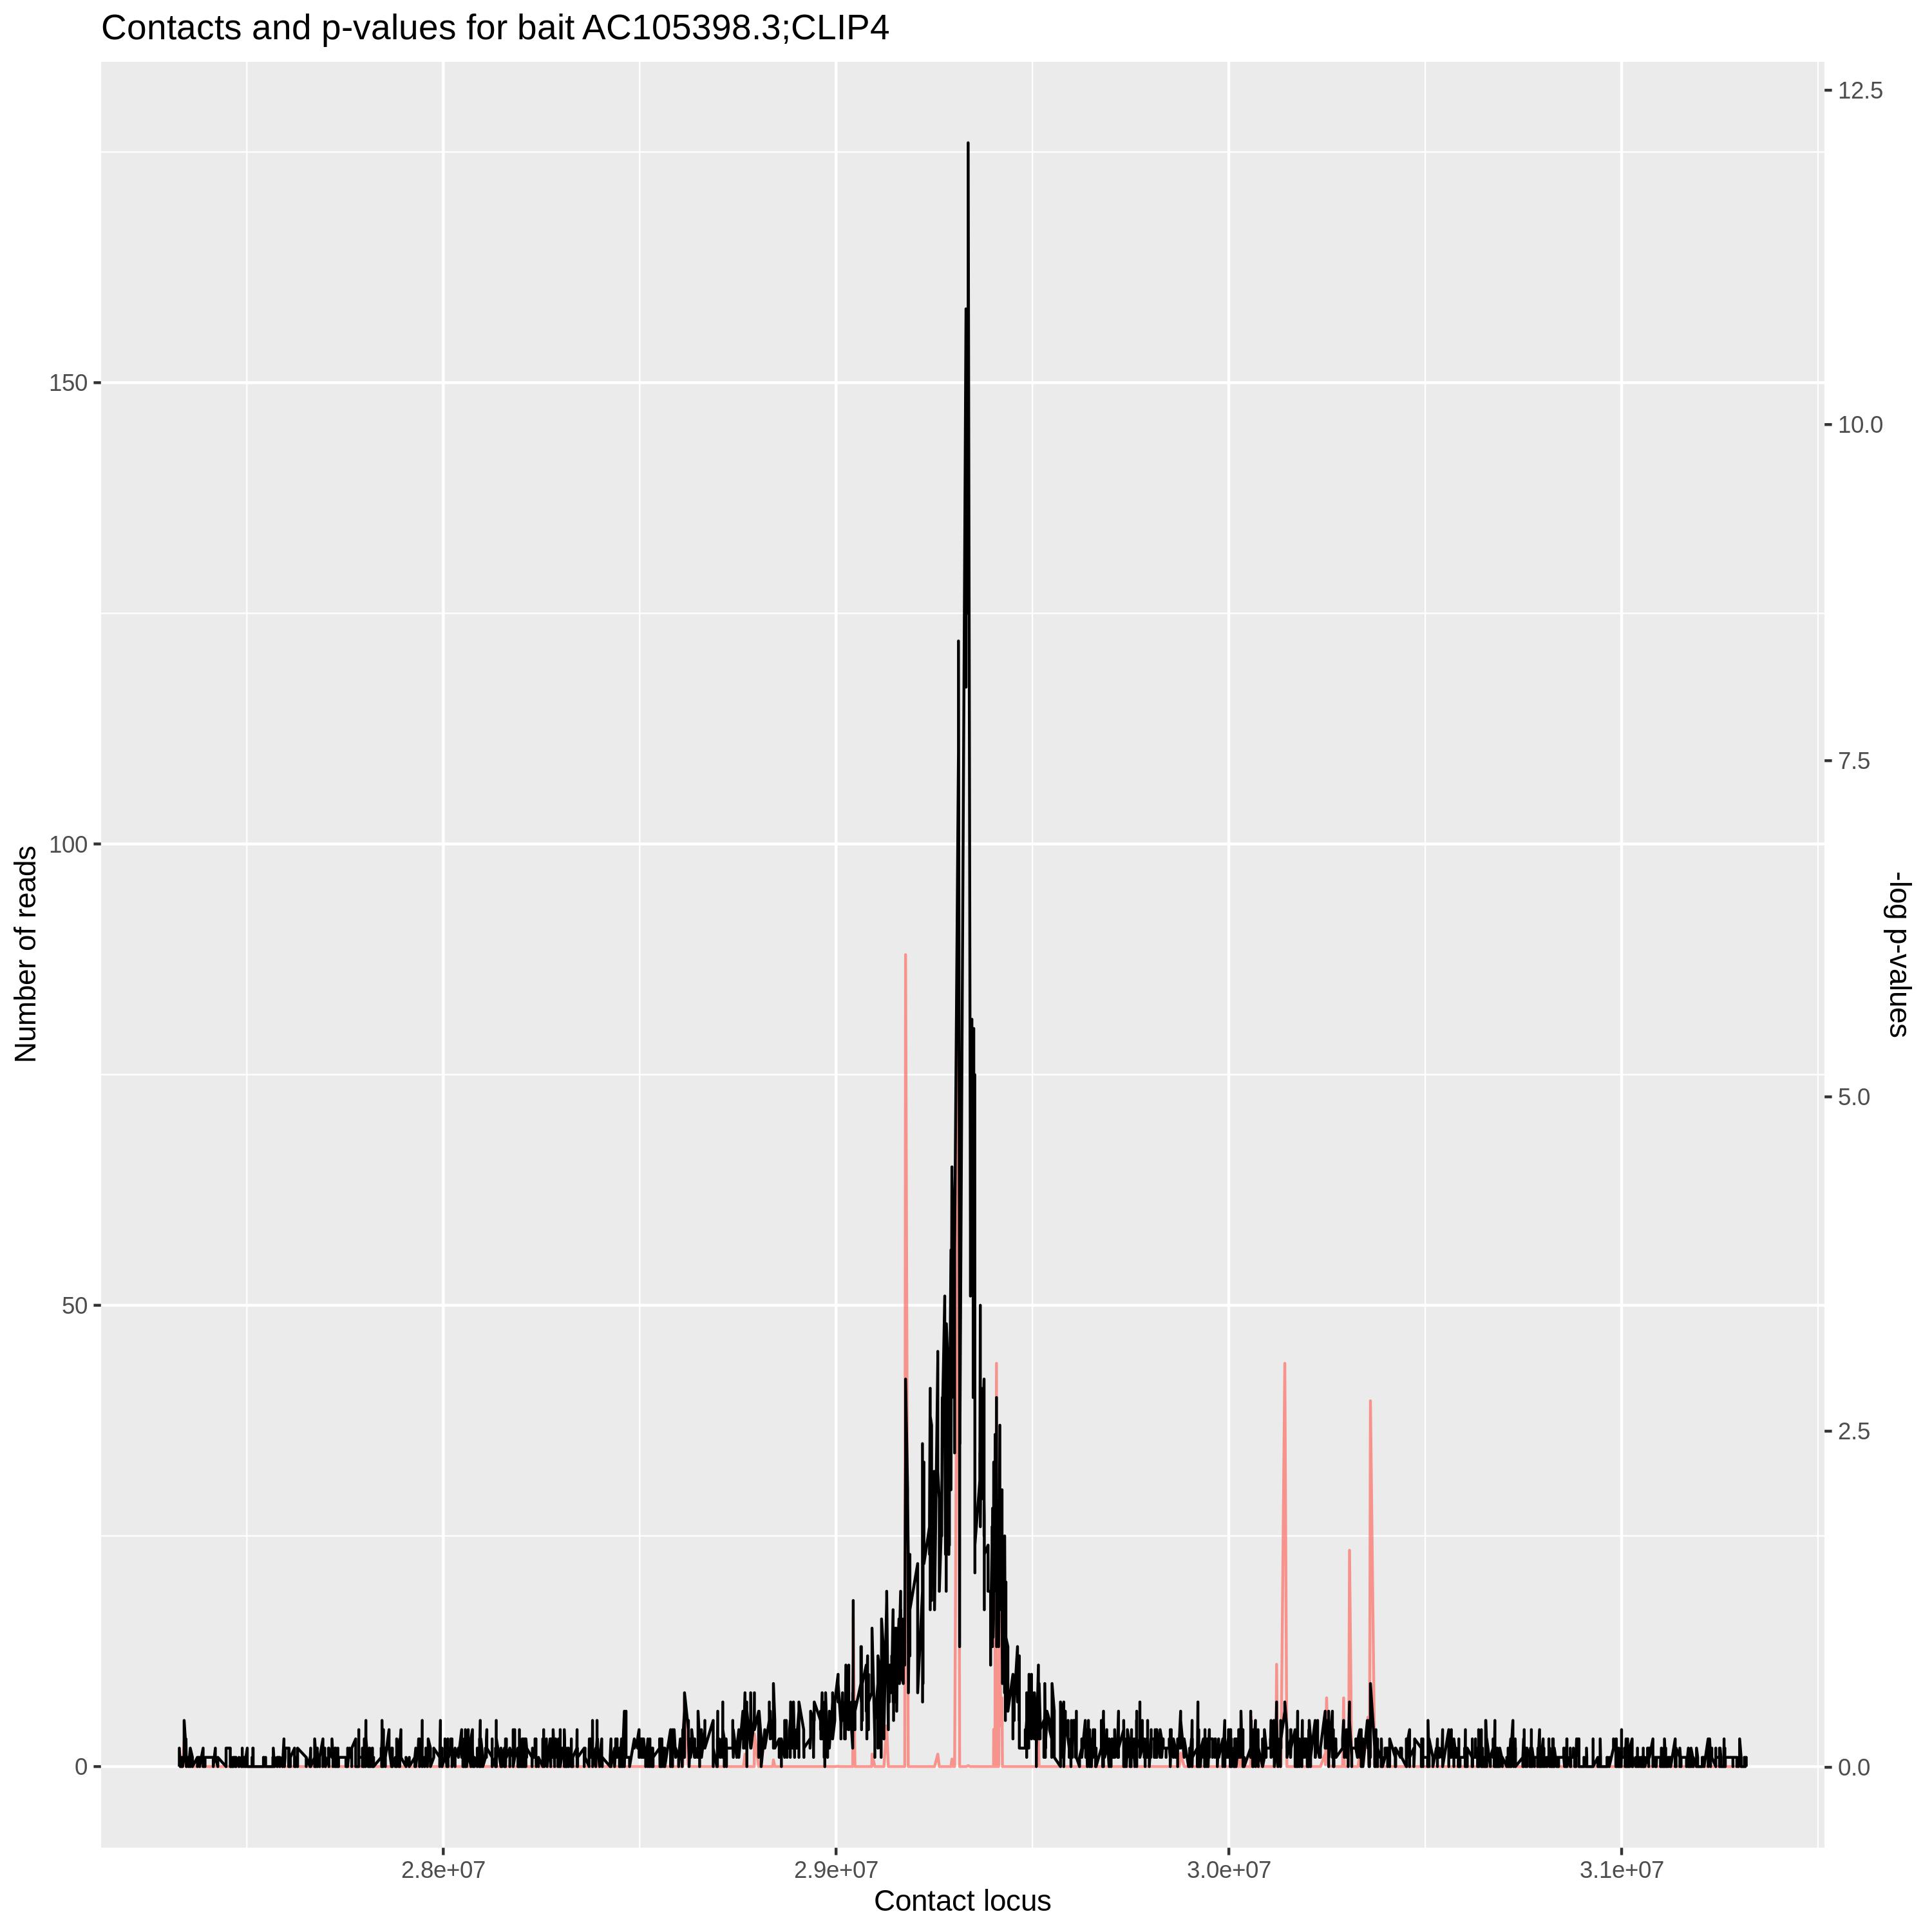 Contacts and p-values for bait AC105398.3;CLIP4
Number of reads
150
100
50
0
12.5
10.0
7.5
5.0
2.5
0.0
-log p-values
2.8e+07
2.9e+07
3.0e+07
3.1e+07
Contact locus